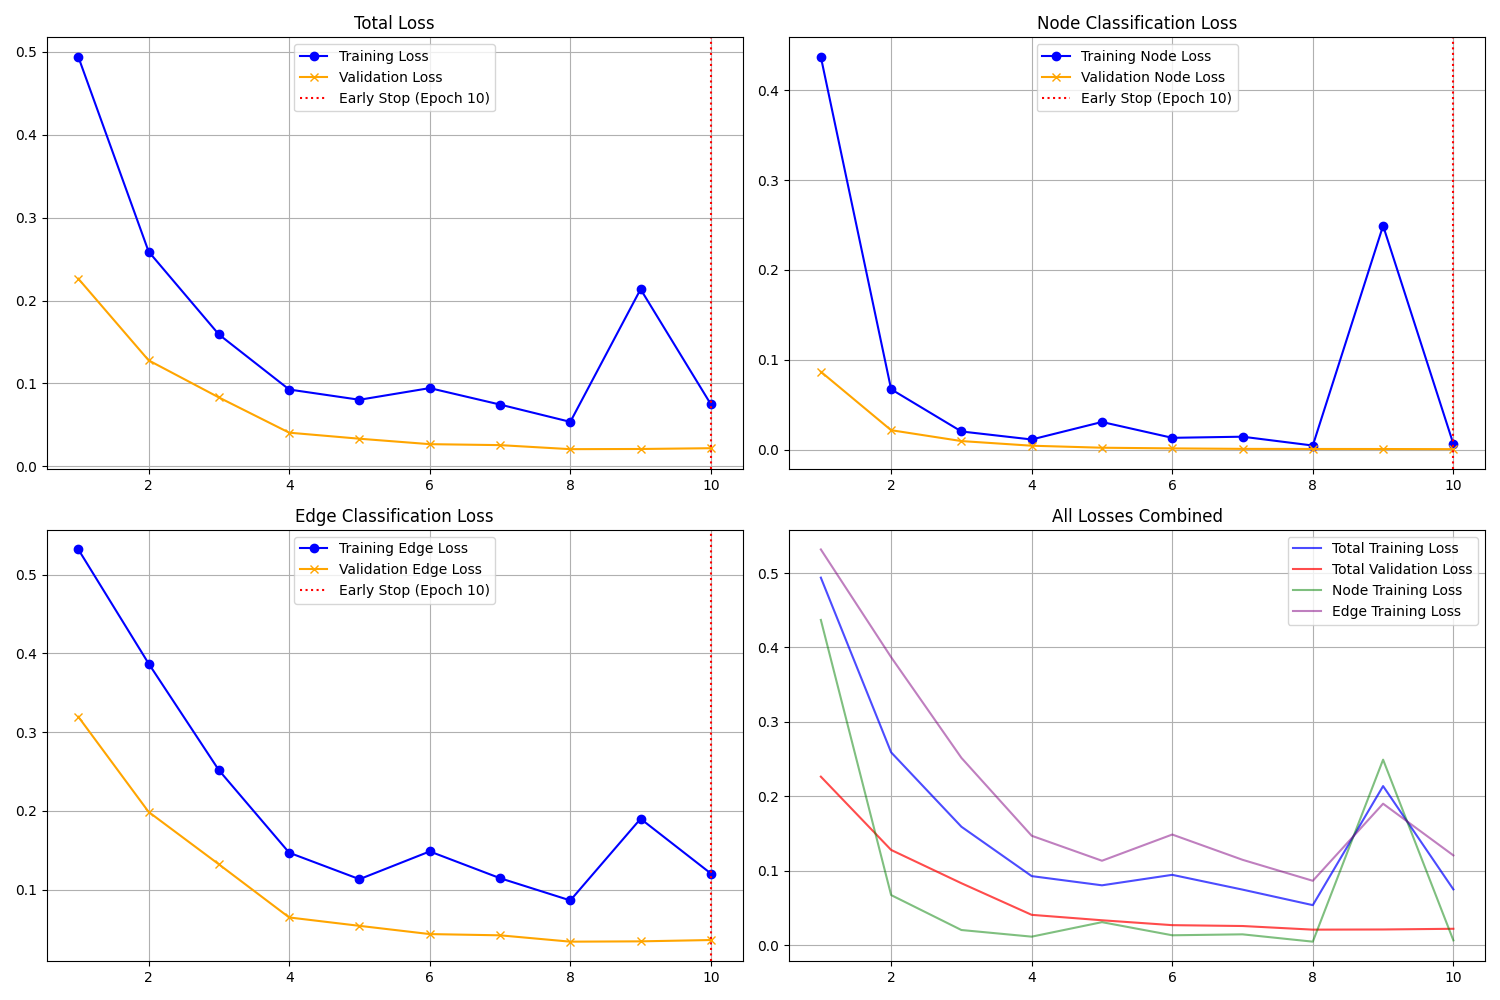 Total Loss
Training Loss
Validation Loss
Early Stop (Epoch 10)
0.5
0.4
0.3
0.2
0.1
0.0
2 4 6 8 10
Node Classification Loss
Training Node Loss
Validation Node Loss
Early Stop (Epoch 10)
0.4
0.3
0.2
0.1
0.0
2 4 6 8 10
Edge Classification Loss
Training Edge Loss
Validation Edge Loss
Early Stop (Epoch 10)
0.5
0.4
0.3
0.2
0.1
2 4 6 8 10
All Losses Combined
Total Training Loss
Total Validation Loss
Node Training Loss
Edge Training Loss
0.5
0.4
0.3
0.2
0.1
0.0
2 4 6 8 10